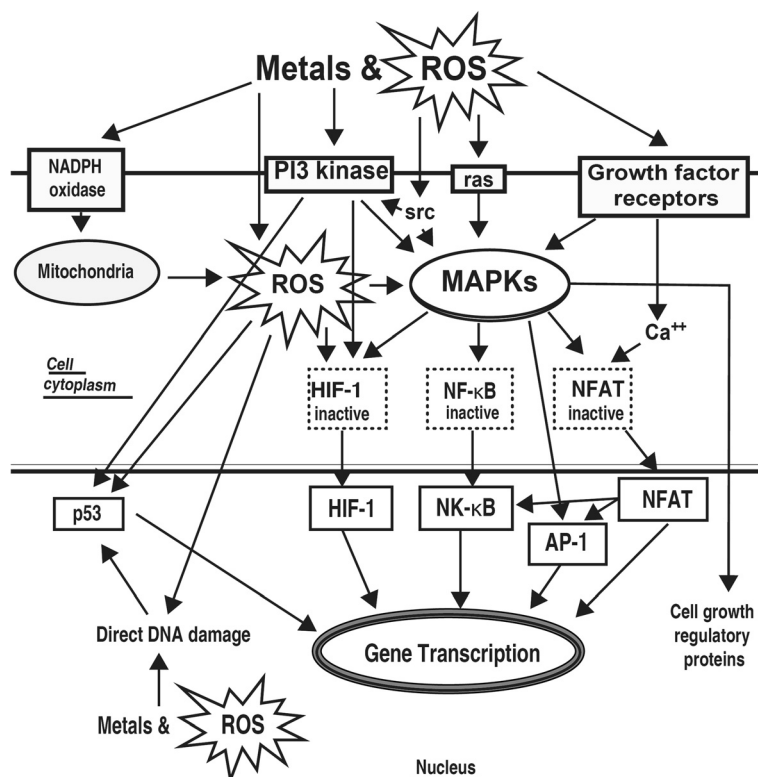 Metals & ROS
NADPH
oxidase
PI3 kinase
ras
Growth factor
receptors
src
Mitochondria
ROS
MAPKs
Ca++
Cell
cytoplasm
HIF-1
inactive
NF-κB
inactive
NFAT
inactive
p53
HIF-1
NK-κB
NFAT
AP-1
Direct DNA damage
Gene Transcription
Cell growth
regulatory
proteins
Metals & ROS
Nucleus